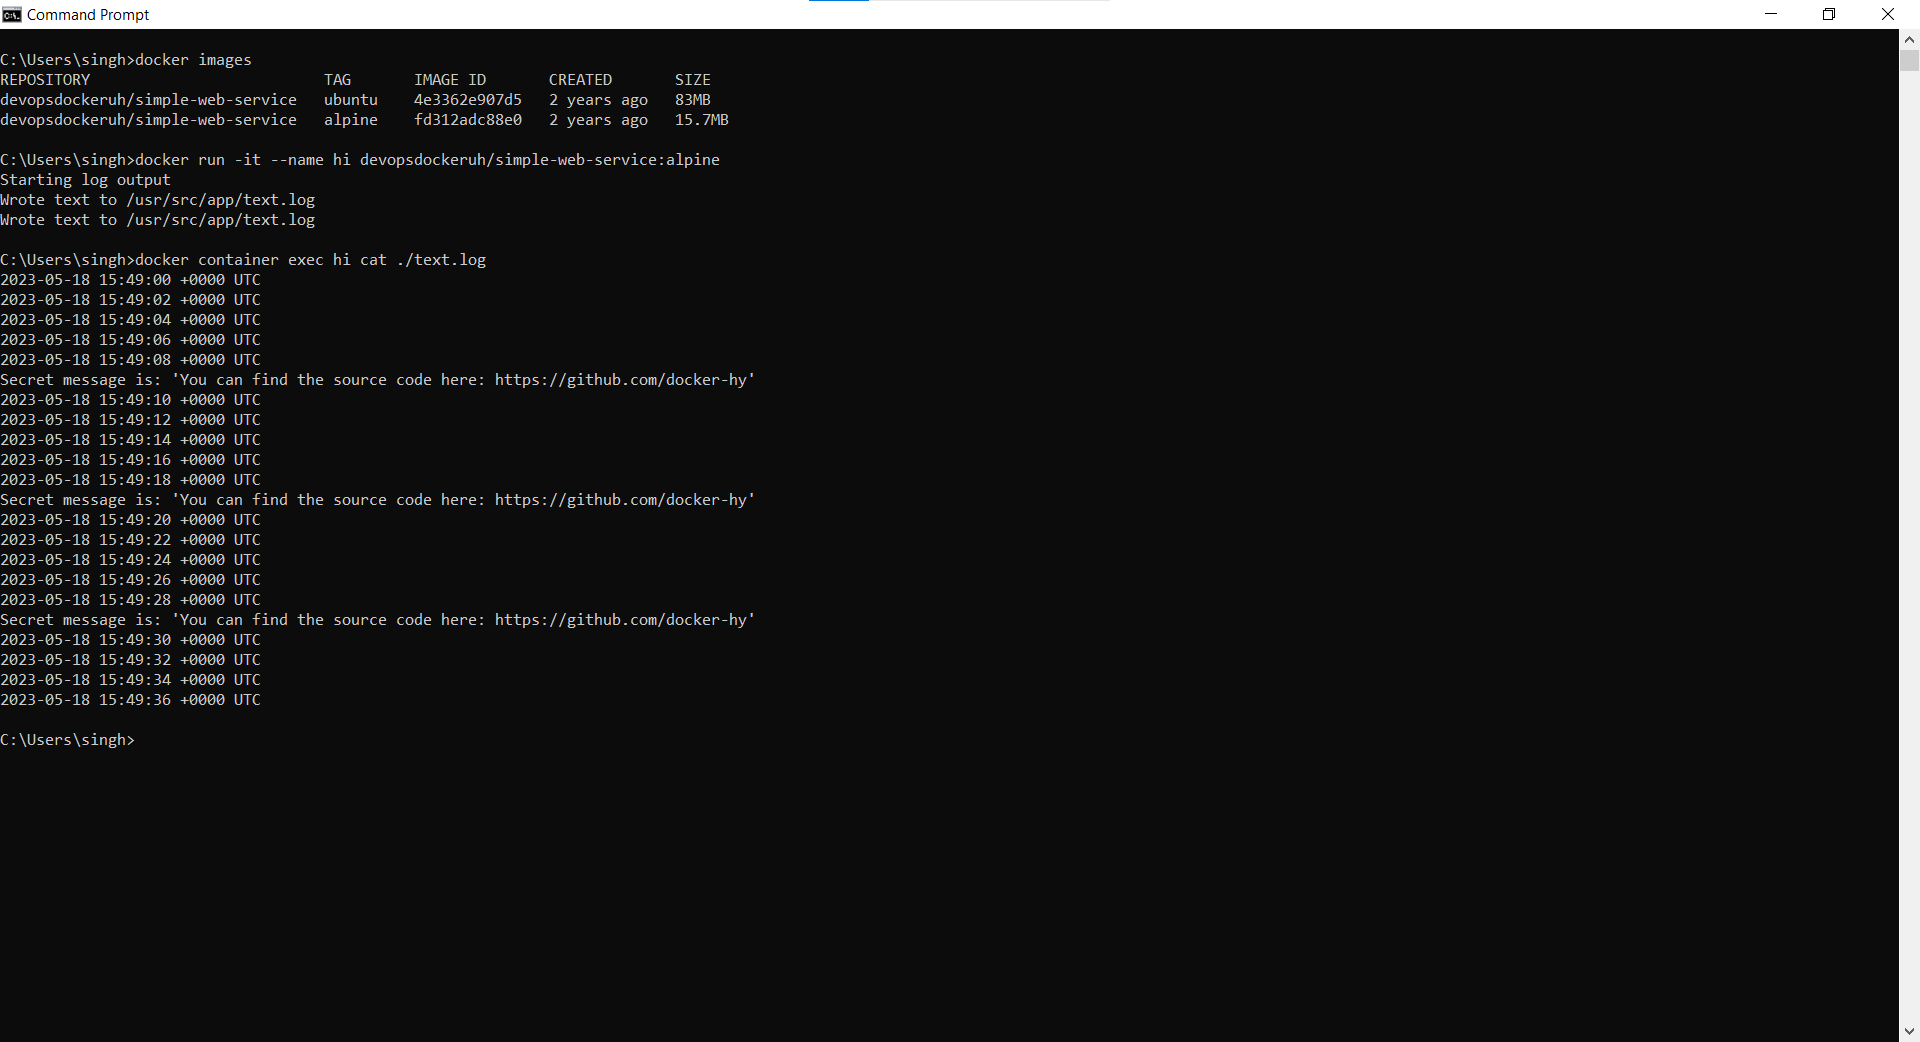 Command Prompt
C:\Users\singh>docker images
REPOSITORY                          TAG       IMAGE ID       CREATED       SIZE
devopsdockeruh/simple-web-service   ubuntu    4e3362e907d5   2 years ago   83MB
devopsdockeruh/simple-web-service   alpine    fd312adc88e0   2 years ago   15.7MB
C:\Users\singh>docker run -it --name hi devopsdockeruh/simple-web-service:alpine
Starting log output
Wrote text to /usr/src/app/text.log
Wrote text to /usr/src/app/text.log
C:\Users\singh>docker container exec hi cat ./text.log
2023-05-18 15:49:00 +0000 UTC
2023-05-18 15:49:02 +0000 UTC
2023-05-18 15:49:04 +0000 UTC
2023-05-18 15:49:06 +0000 UTC
2023-05-18 15:49:08 +0000 UTC
Secret message is: 'You can find the source code here: https://github.com/docker-hy'
2023-05-18 15:49:10 +0000 UTC
2023-05-18 15:49:12 +0000 UTC
2023-05-18 15:49:14 +0000 UTC
2023-05-18 15:49:16 +0000 UTC
2023-05-18 15:49:18 +0000 UTC
Secret message is: 'You can find the source code here: https://github.com/docker-hy'
2023-05-18 15:49:20 +0000 UTC
2023-05-18 15:49:22 +0000 UTC
2023-05-18 15:49:24 +0000 UTC
2023-05-18 15:49:26 +0000 UTC
2023-05-18 15:49:28 +0000 UTC
Secret message is: 'You can find the source code here: https://github.com/docker-hy'
2023-05-18 15:49:30 +0000 UTC
2023-05-18 15:49:32 +0000 UTC
2023-05-18 15:49:34 +0000 UTC
2023-05-18 15:49:36 +0000 UTC
C:\Users\singh>